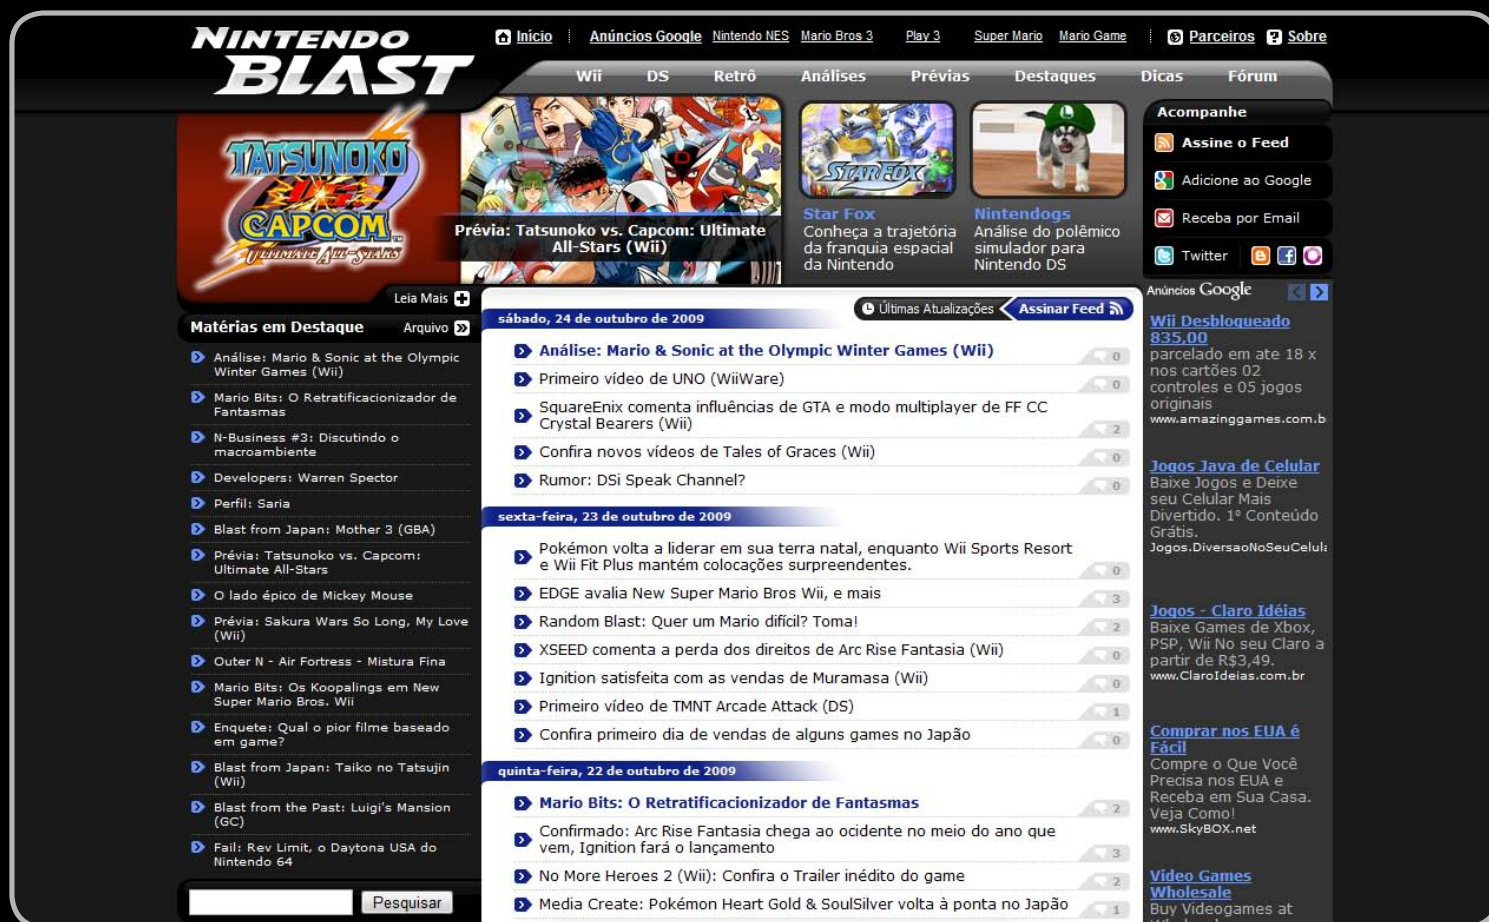 NINTENDO
BLAST
Início
Anúncios Google Nintendo NES Mario Bros 3 Play 3 Super Mario Mario Game
Parceiros Sobre
Wii DS Retrô Análises Prévias Destaques Dicas Fórum
TATSUNOKO
VS.
CAPCOM
ULTIMATE ALL-STARS
Prévia: Tatsunoko vs. Capcom: Ultimate
All-Stars (Wii)
Leia Mais
STARFOX
Star Fox
Conheça a trajetória
da franquia espacial
da Nintendo
Nintendogs
Análise do polêmico
simulador para
Nintendo DS
Acompanhe
Assine o Feed
Adicione ao Google
Receba por Email
Twitter
Matérias em Destaque Arquivo
Análise: Mario & Sonic at the Olympic
Winter Games (Wii)
Mario Bits: O Retratificacionizador de
Fantasmas
N-Business #3: Discutindo o
macroambiente
Developers: Warren Spector
Perfil: Saria
Blast from Japan: Mother 3 (GBA)
Prévia: Tatsunoko vs. Capcom:
Ultimate All-Stars
O lado épico de Mickey Mouse
Prévia: Sakura Wars So Long, My Love
(Wii)
Outer N - Air Fortress - Mistura Fina
Mario Bits: Os Koopalings em New
Super Mario Bros. Wii
Enquete: Qual o pior filme baseado
em game?
Blast from Japan: Taiko no Tatsujin
(Wii)
Blast from the Past: Luigi's Mansion
(GC)
Fail: Rev Limit, o Daytona USA do
Nintendo 64
Pesquisar
Últimas Atualizações Assinar Feed
sábado, 24 de outubro de 2009
Análise: Mario & Sonic at the Olympic Winter Games (Wii) 0
Primeiro vídeo de UNO (WiiWare) 0
SquareEnix comenta influências de GTA e modo multiplayer de FF CC
Crystal Bearers (Wii) 2
Confira novos vídeos de Tales of Graces (Wii) 0
Rumor: DSi Speak Channel? 0
sexta-feira, 23 de outubro de 2009
Pokémon volta a liderar em sua terra natal, enquanto Wii Sports Resort
e Wii Fit Plus mantém colocações surpreendentes. 0
EDGE avalia New Super Mario Bros Wii, e mais 3
Random Blast: Quer um Mario difícil? Toma! 2
XSEED comenta a perda dos direitos de Arc Rise Fantasia (Wii) 0
Ignition satisfeita com as vendas de Muramasa (Wii) 0
Primeiro vídeo de TMNT Arcade Attack (DS) 1
Confira primeiro dia de vendas de alguns games no Japão 0
quinta-feira, 22 de outubro de 2009
Mario Bits: O Retratificacionizador de Fantasmas 2
Confirmado: Arc Rise Fantasia chega ao ocidente no meio do ano que
vem, Ignition fará o lançamento 3
No More Heroes 2 (Wii): Confira o Trailer inédito do game 2
Media Create: Pokémon Heart Gold & SoulSilver volta à ponta no Japão 1
Anúncios Google
Wii Desbloqueado
835,00
parcelado em ate 18 x
nos cartões 02
controles e 05 jogos
originais
www.amazinggames.com.b
Jogos Java de Celular
Baixe Jogos e Deixe
seu Celular Mais
Divertido. 1º Conteúdo
Grátis.
Jogos.DiversaoNoSeuCelula
Jogos - Claro Idéias
Baixe Games de Xbox,
PSP, Wii No seu Claro a
partir de R$3,49.
www.ClaroIdeias.com.br
Comprar nos EUA é
Fácil
Compre o Que Você
Precisa nos EUA e
Receba em Sua Casa.
Veja Como!
www.SkyBOX.net
Video Games
Wholesale
Buy Videogames at